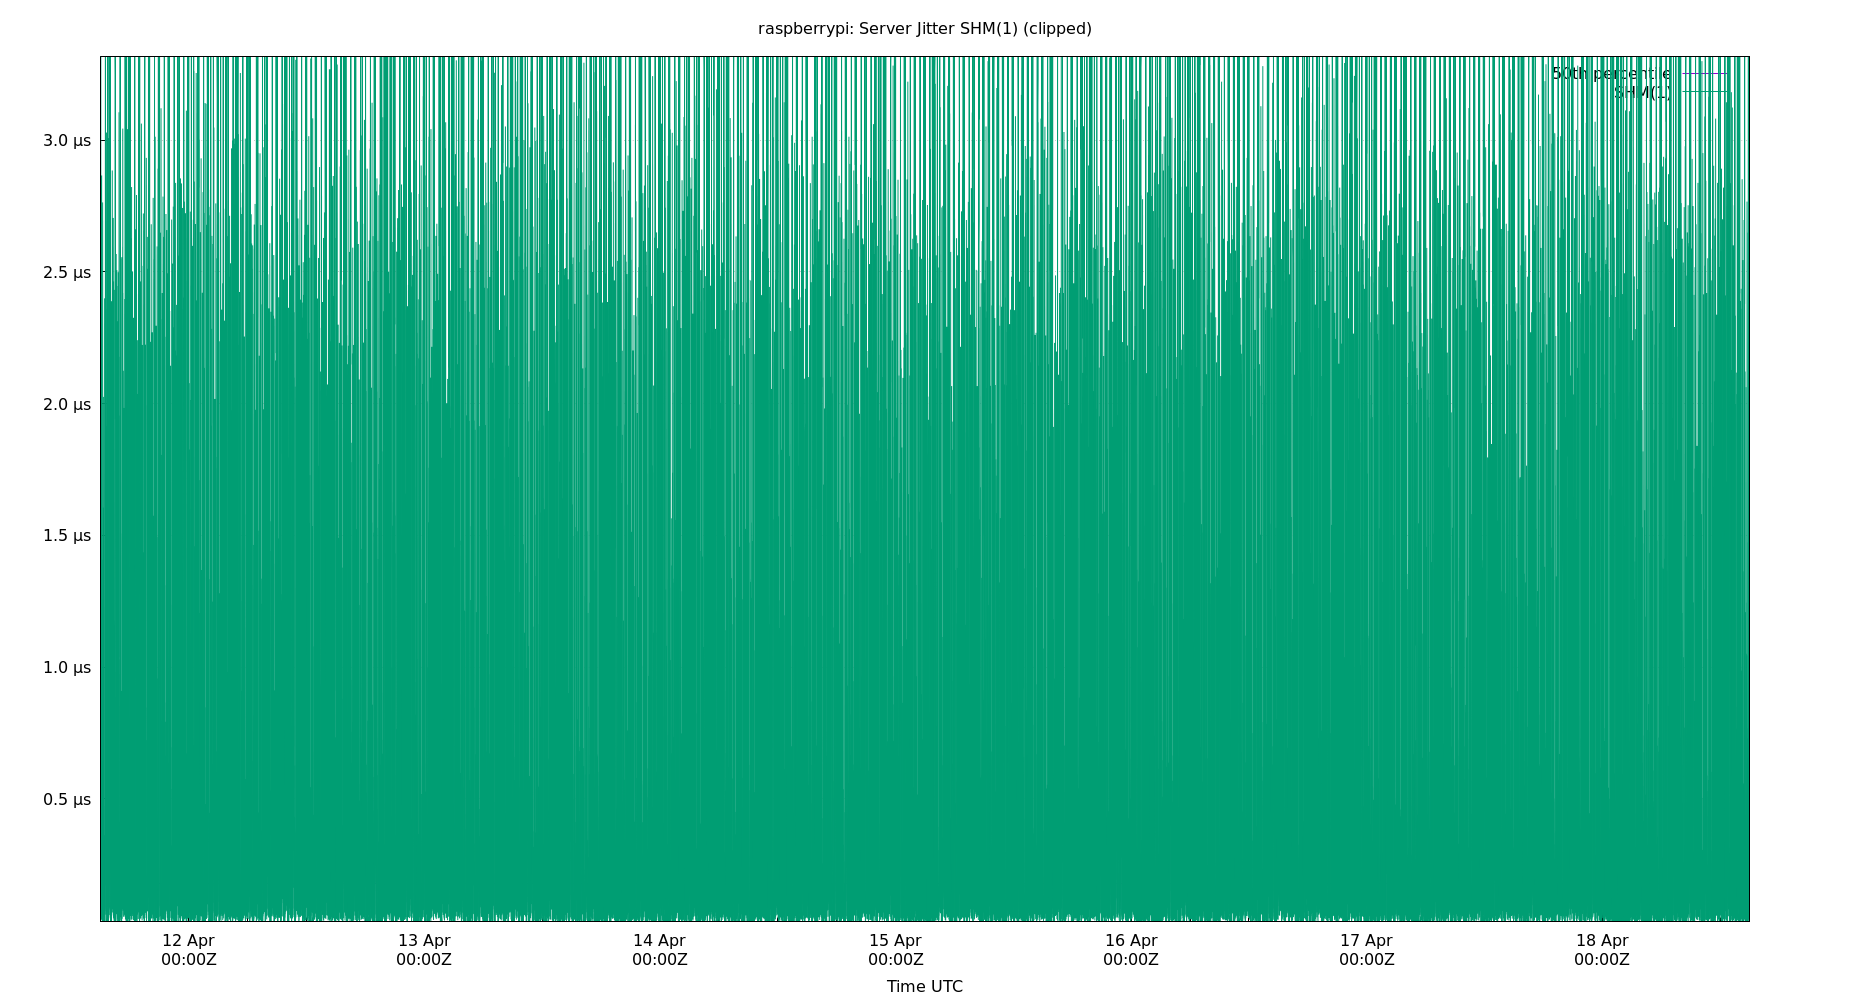 raspberrypi: Server Jitter SHM(1) (clipped)
50th percentile
SHM(1)
3.0 µs
2.5 µs
2.0 µs
1.5 µs
1.0 µs
0.5 µs
12 Apr 13 Apr 14 Apr 15 Apr 16 Apr 17 Apr 18 Apr
00:00Z 00:00Z 00:00Z 00:00Z 00:00Z 00:00Z 00:00Z
Time UTC